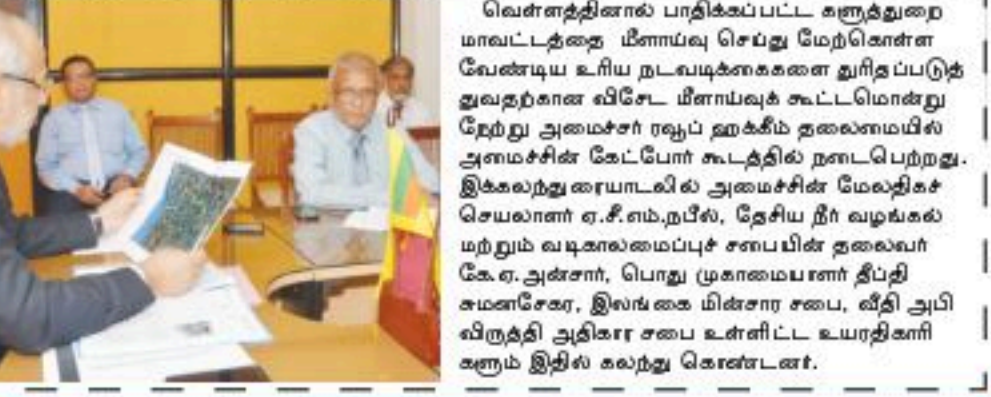 வெள்ளத்தினால் பாதிக்கப்பட்ட களுத்துறை
மாவட்டத்தை மீளாய்வு செய்து மேற்கொள்ள
வேண்டிய உரிய நடவடிக்கைகளை துரிதப்படுத்
துவதற்கான விசேட மீளாய்வுக் கூட்டமொன்று
நேற்று அமைச்சர் ரவூப் ஹக்கீம் தலைமையில்
அமைச்சின் கேட்போர் கூடத்தில் நடைபெற்றது.
இக்கலந்துரையாடலில் அமைச்சின் மேலதிகச்
செயலாளர் ஏ.சீ.எம்.நபீல், தேசிய நீர் வழங்கல்
மற்றும் வடிகாலமைப்புச் சபையின் தலைவர்
கே.ஏ.அன்சார், பொது முகாமையாளர் தீப்தி
சுமனசேகர, இலங்கை மின்சார சபை, வீதி அபி
விருத்தி அதிகார சபை உள்ளிட்ட உயரதிகாரி
களும் இதில் கலந்து கொண்டனர்.